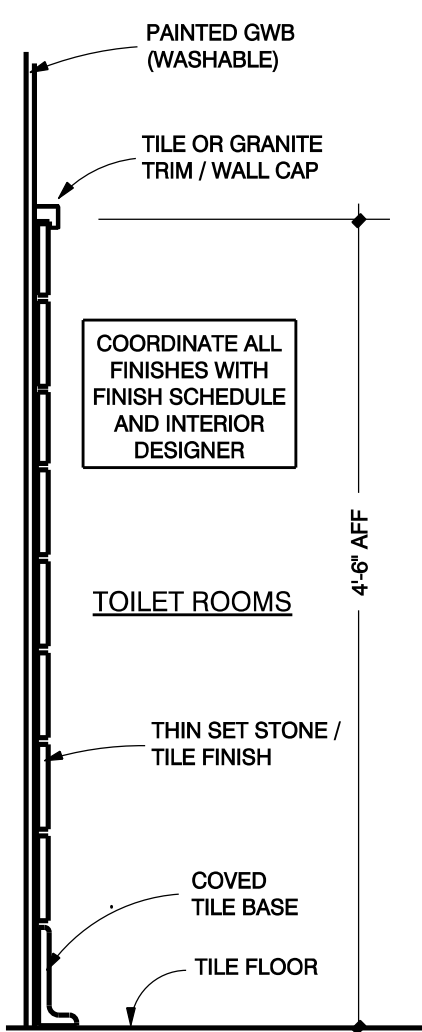 PAINTED GWB
(WASHABLE)
TILE OR GRANITE
TRIM / WALL CAP
COORDINATE ALL
FINISHES WITH
FINISH SCHEDULE
AND INTERIOR
DESIGNER
4'-6" AFF
TOILET ROOMS
THIN SET STONE /
TILE FINISH
COVED
TILE BASE
TILE FLOOR